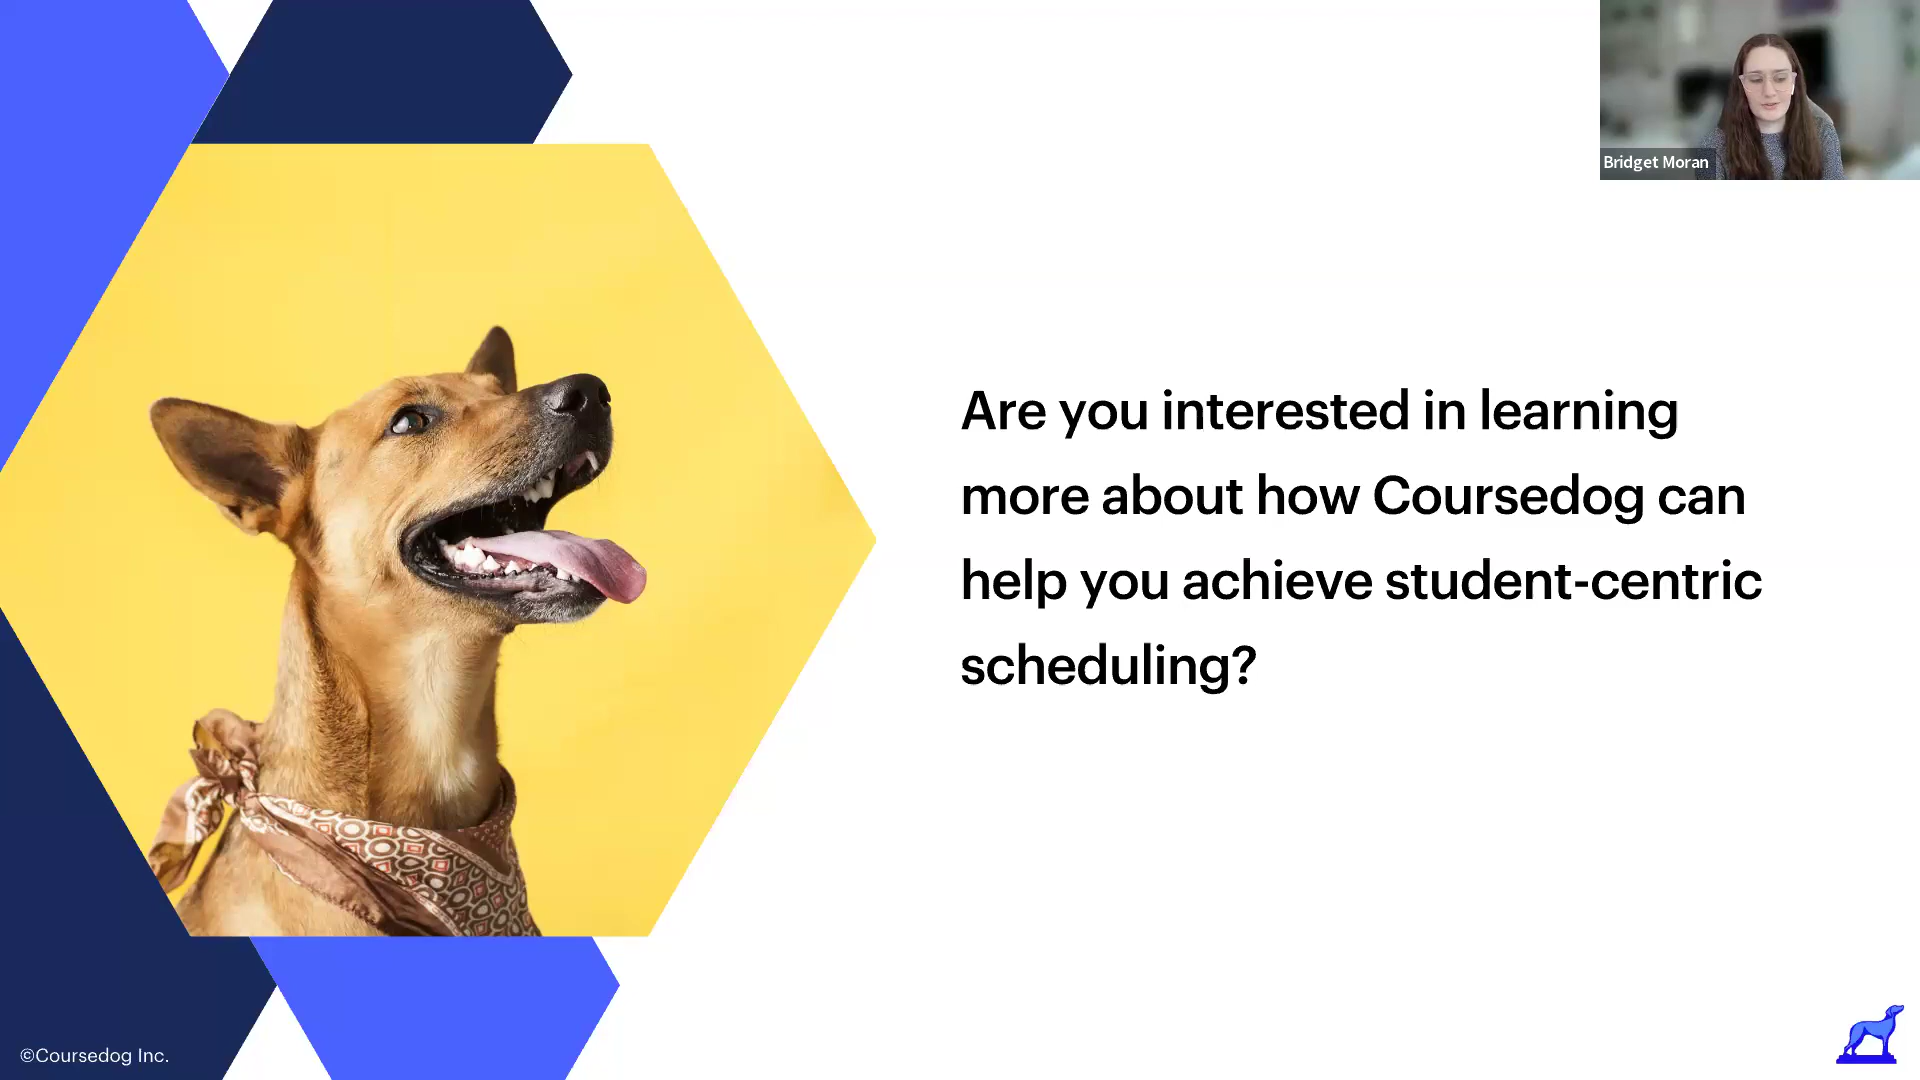 Bridget Moran
Are you interested in learning
more about how Coursedog can
help you achieve student-centric
scheduling?
©Coursedog Inc.